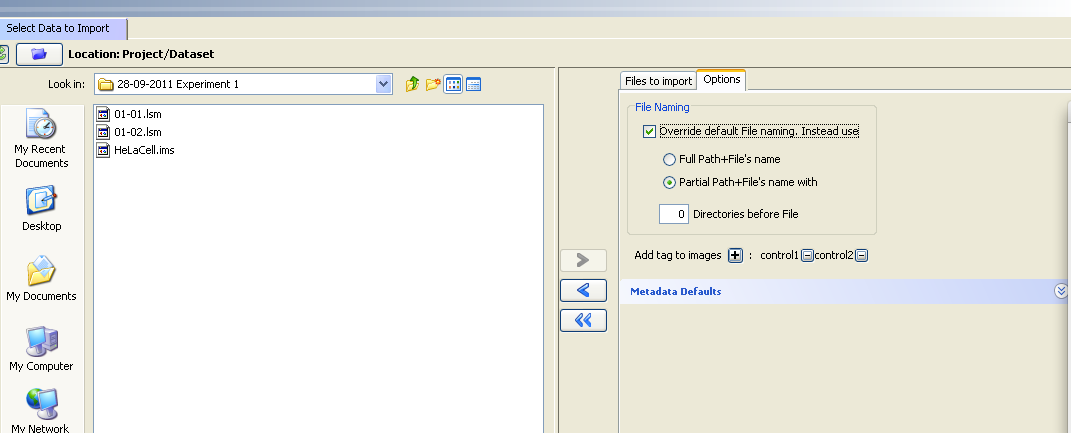 Select Data to Import
Location: Project/Dataset
Look in: 28-09-2011 Experiment 1
My Recent
Documents
Desktop
My Documents
My Computer
My Network
01-01.lsm
01-02.lsm
HeLaCell.ims
Files to import Options
File Naming
Override default File naming. Instead use
Full Path+File's name
Partial Path+File's name with
0 Directories before File
Add tag to images + : control1 control2
Metadata Defaults